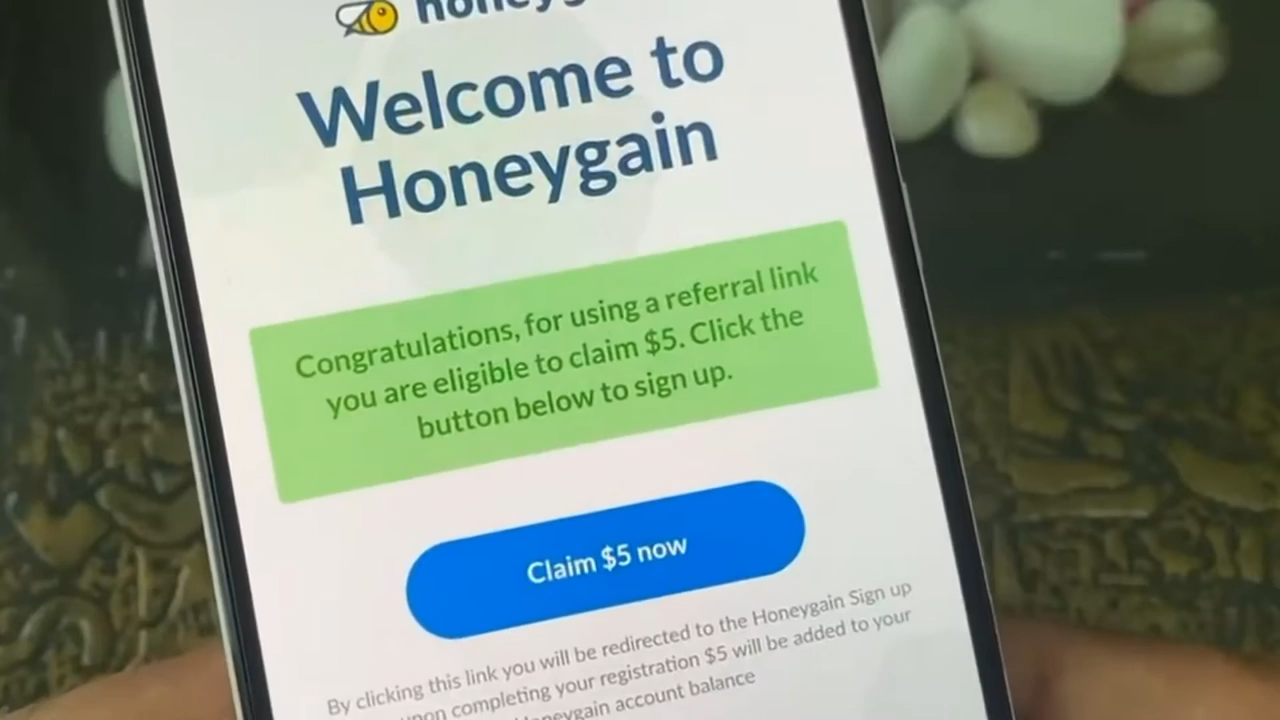 Welcome to
Honeygain
Congratulations, for using a referral link
you are eligible to claim $5. Click the
button below to sign up.
Claim $5 now
By clicking this link you will be redirected to the Honeygain Sign up
completing your registration $5 will be added to your
account balance